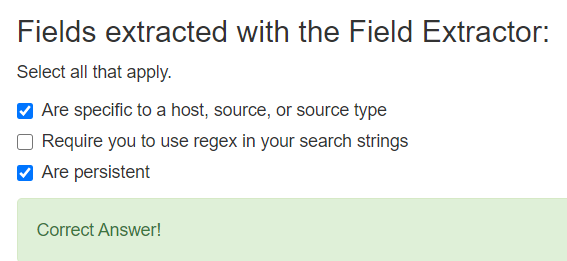 Fields extracted with the Field Extractor:
Select all that apply.
Are specific to a host, source, or source type
Require you to use regex in your search strings
Are persistent
Correct Answer!